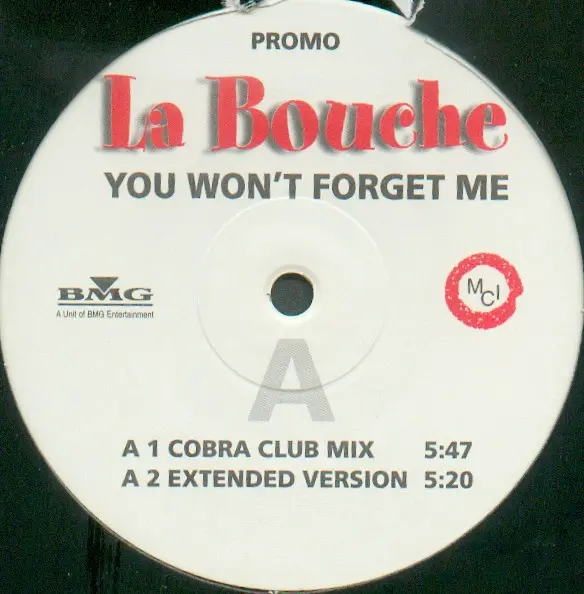 PROMO
La Bouche
YOU WON'T FORGET ME
BMG
A Unit of BMG Entertainment
MCI
A
A 1 COBRA CLUB MIX 5:47
A 2 EXTENDED VERSION 5:20